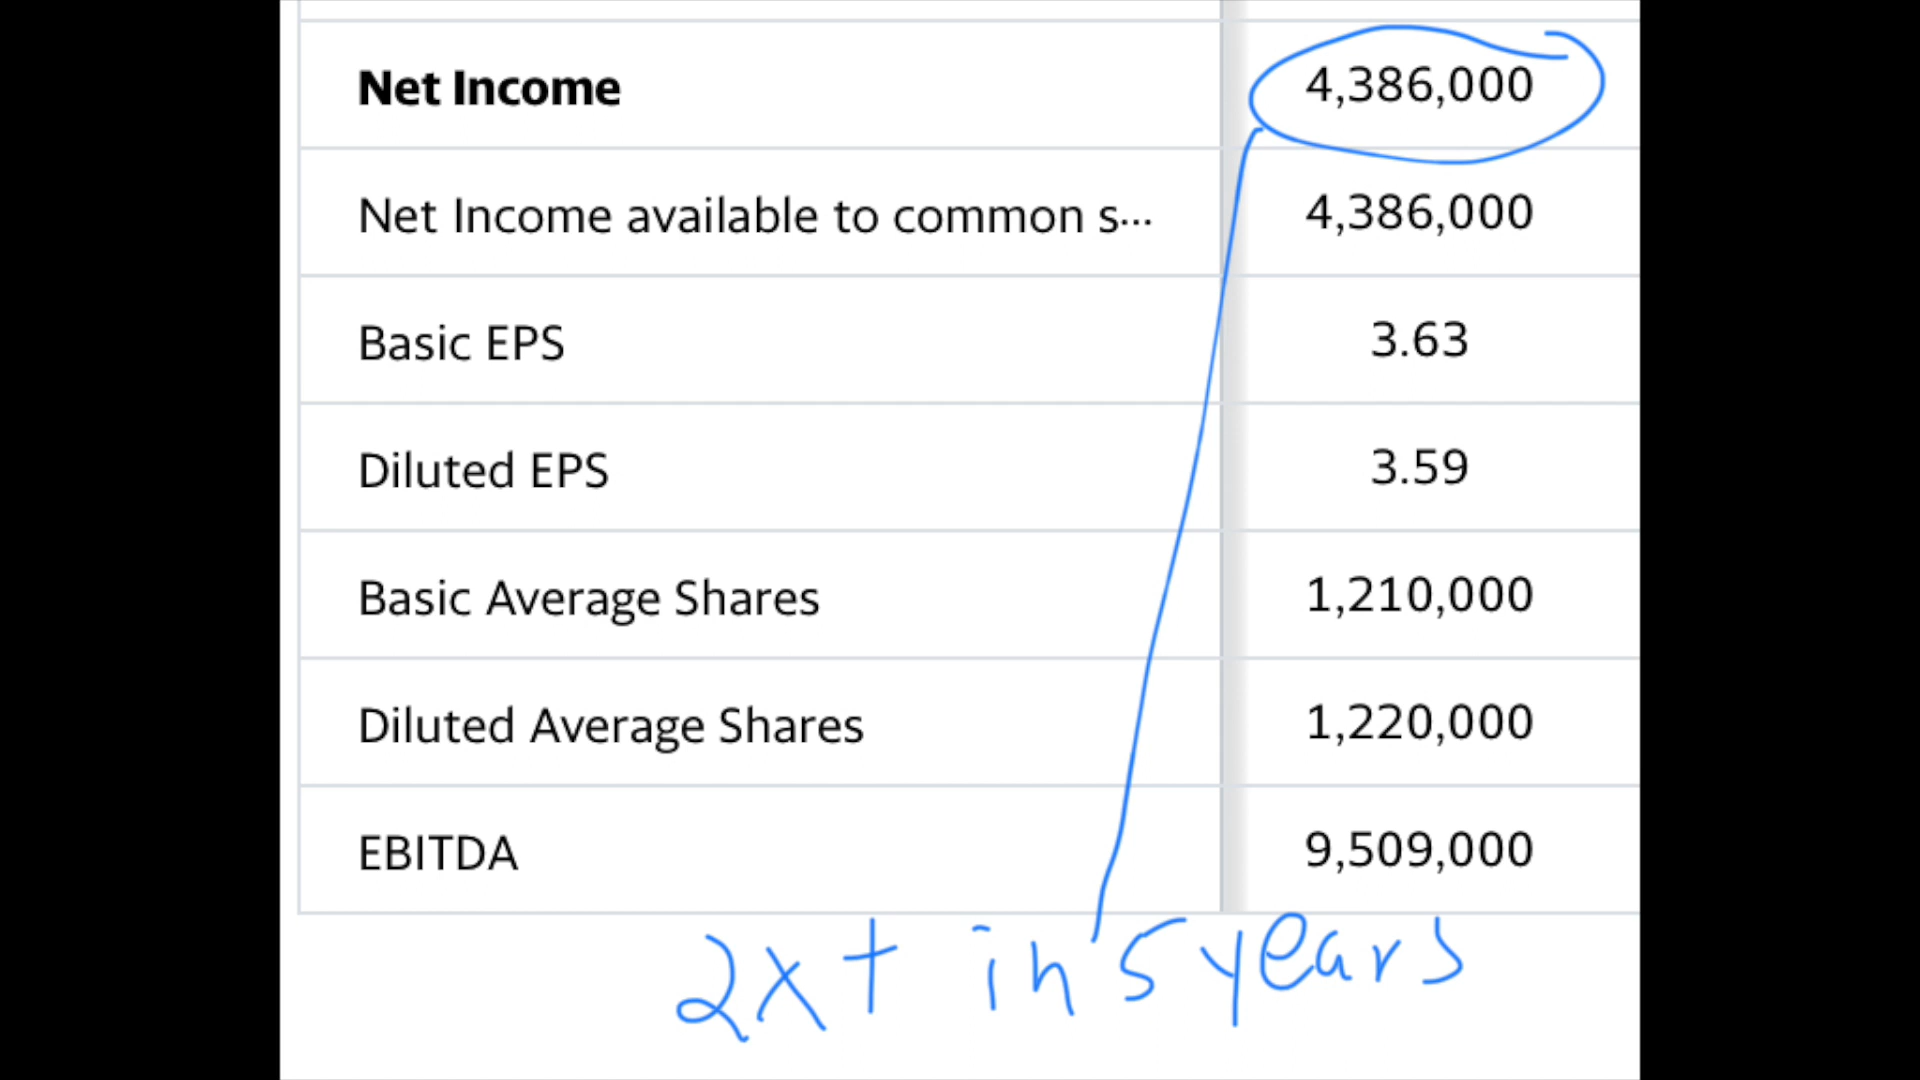 Net Income 4,386,000
Net Income available to common s... 4,386,000
Basic EPS 3.63
Diluted EPS 3.59
Basic Average Shares 1,210,000
Diluted Average Shares 1,220,000
EBITDA 9,509,000
2x+ in 5 years